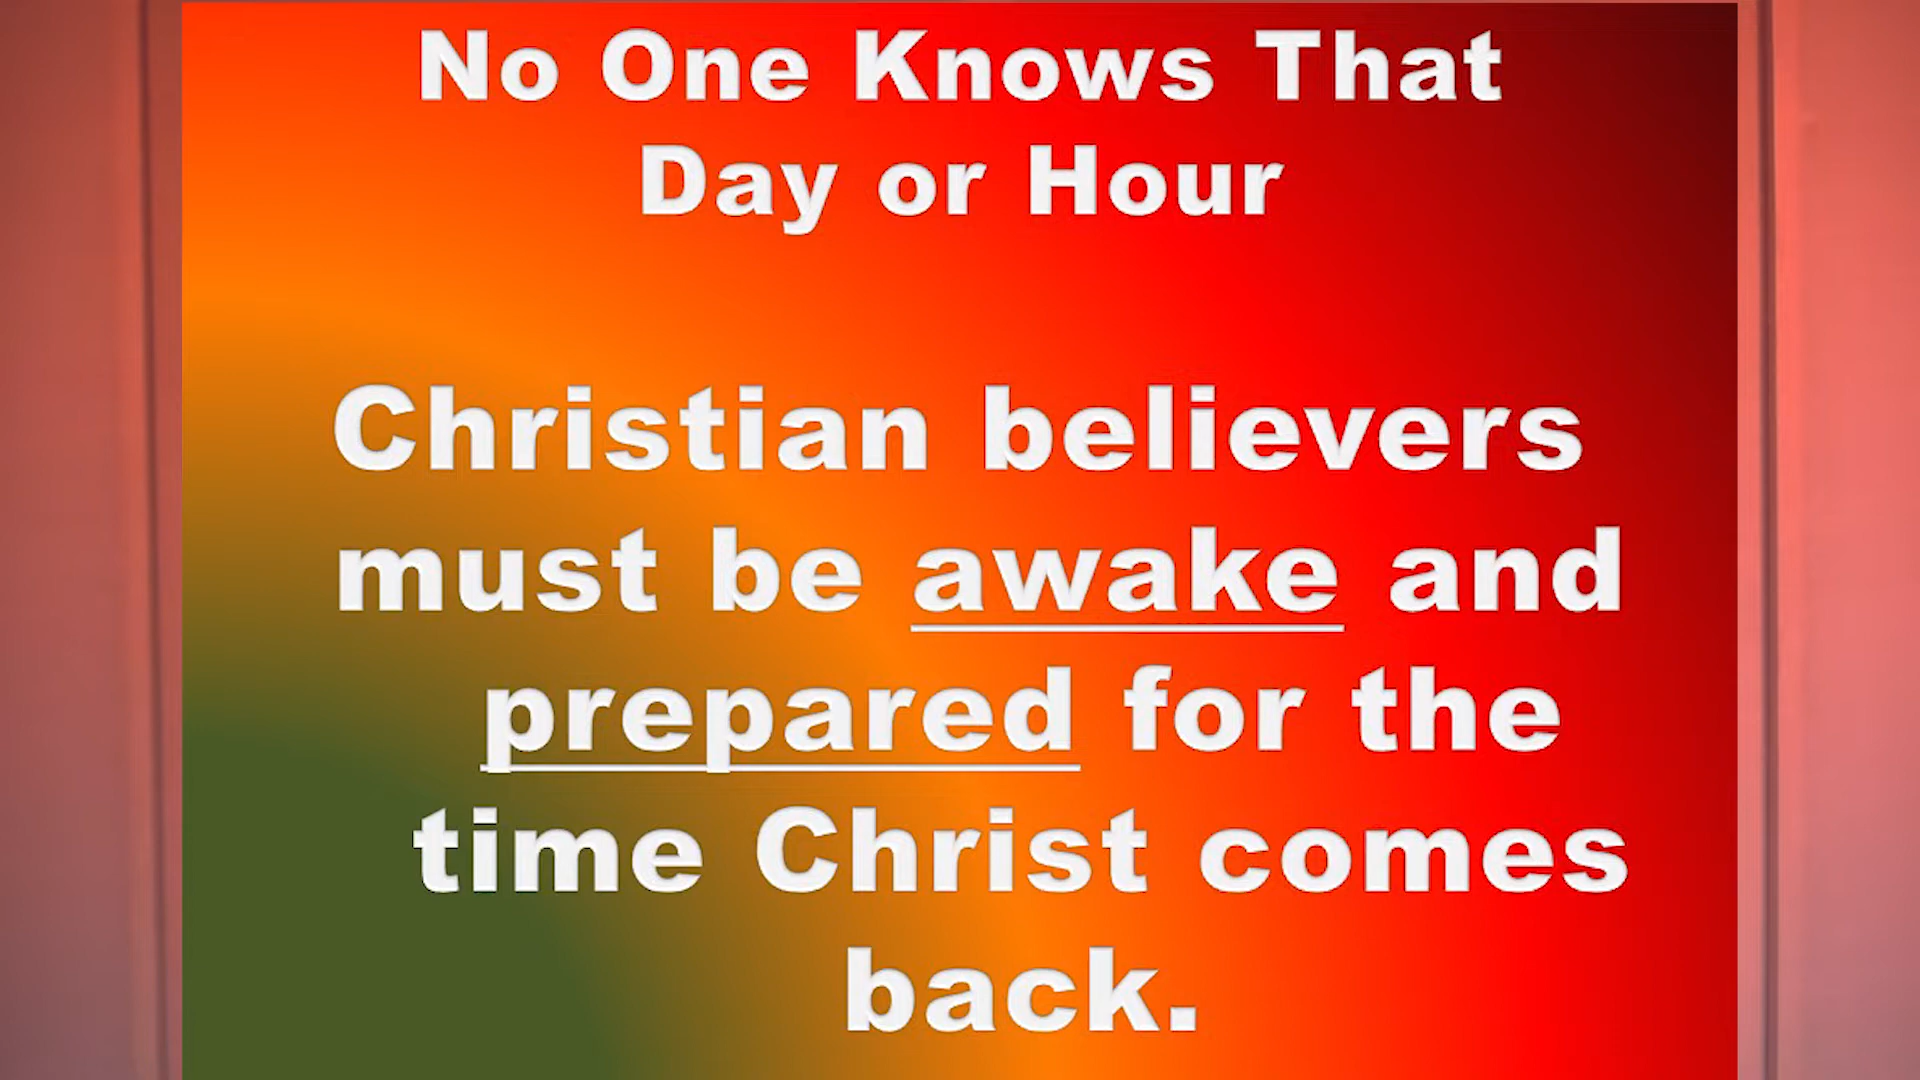 No One Knows That
Day or Hour
Christian believers
must be awake and
prepared for the
time Christ comes
back.